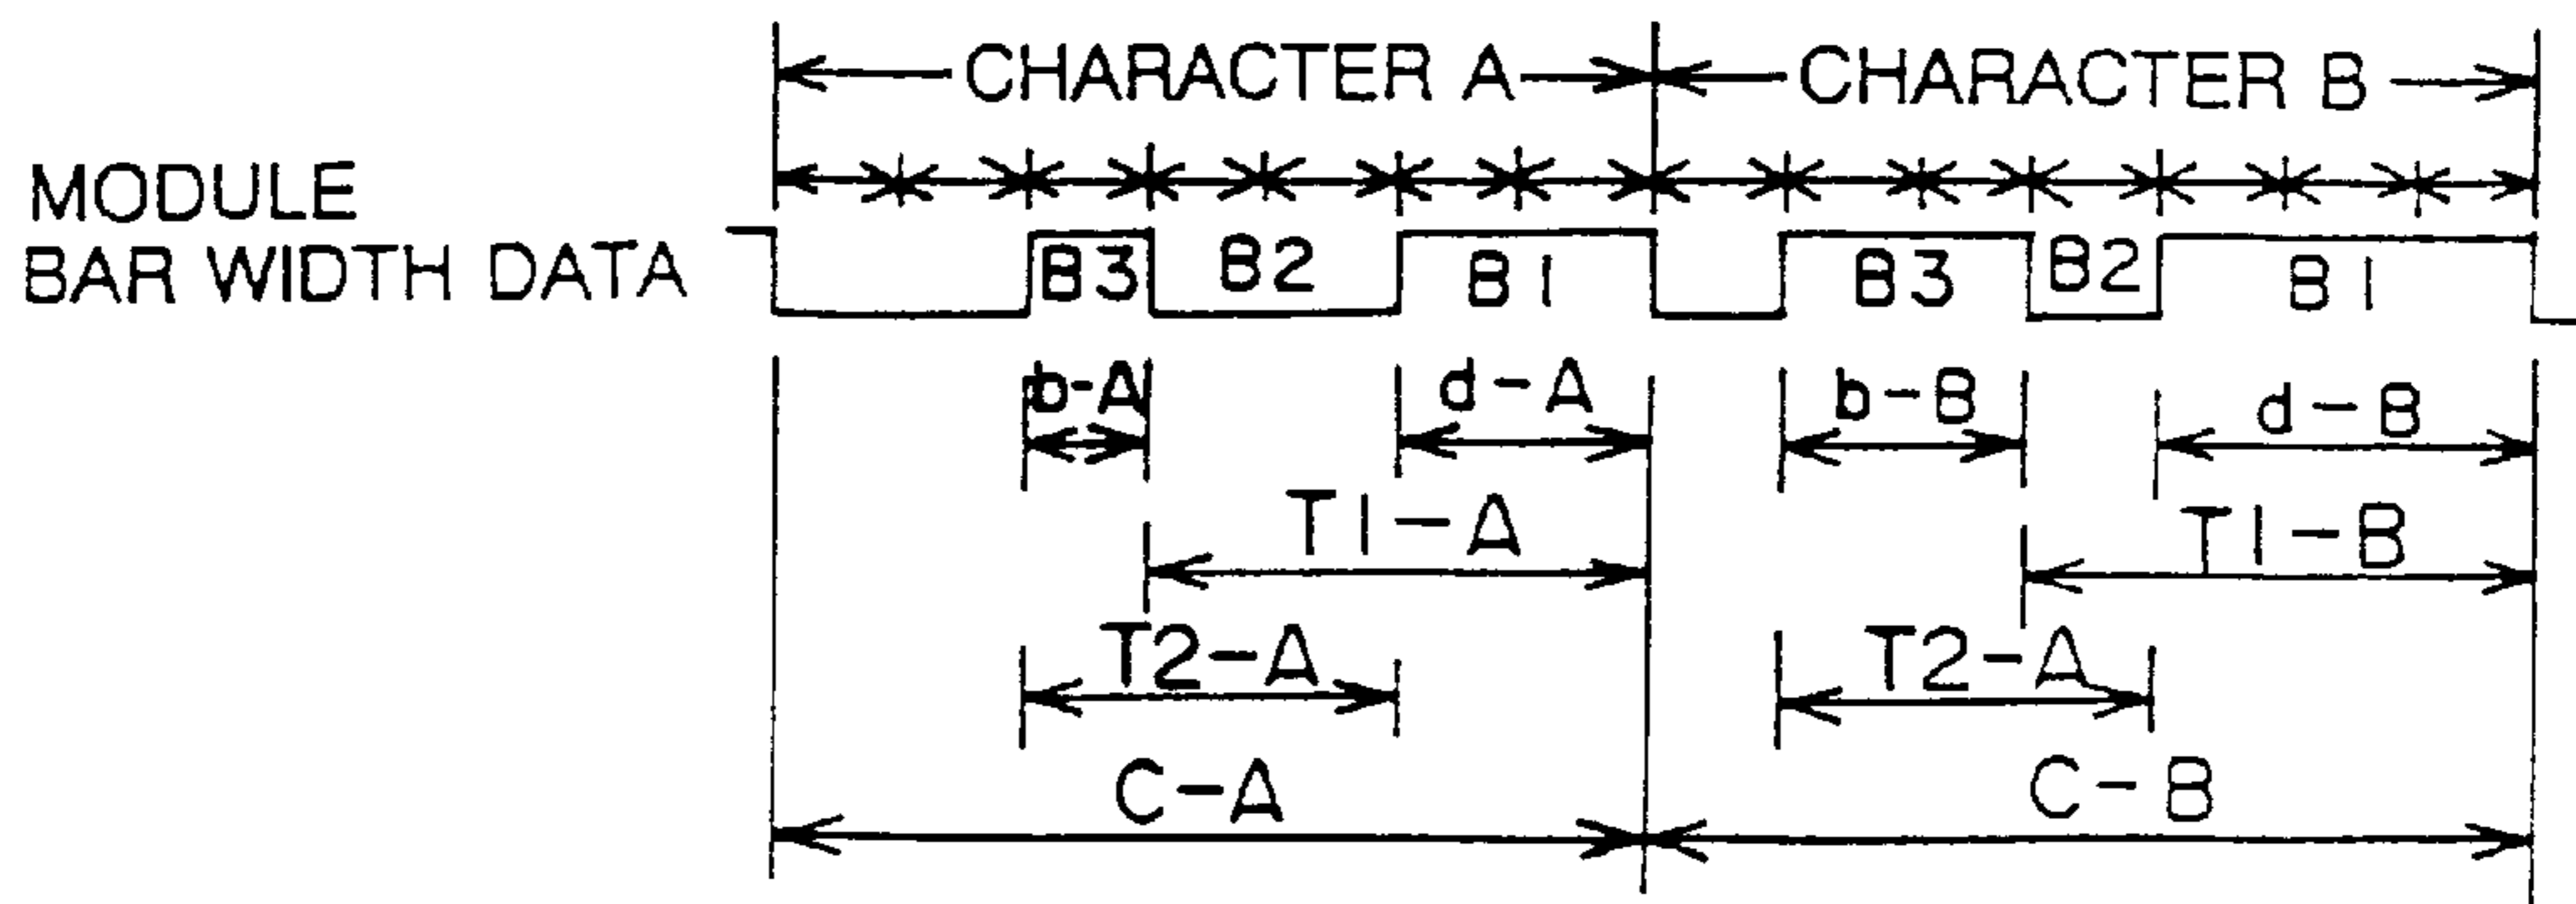 CHARACTER A CHARACTER B
MODULE
BAR WIDTH DATA B3 B2 B1 B3 B2 B1
b-A d-A b-B d-B
T1-A T1-B
T2-A T2-A
C-A C-B